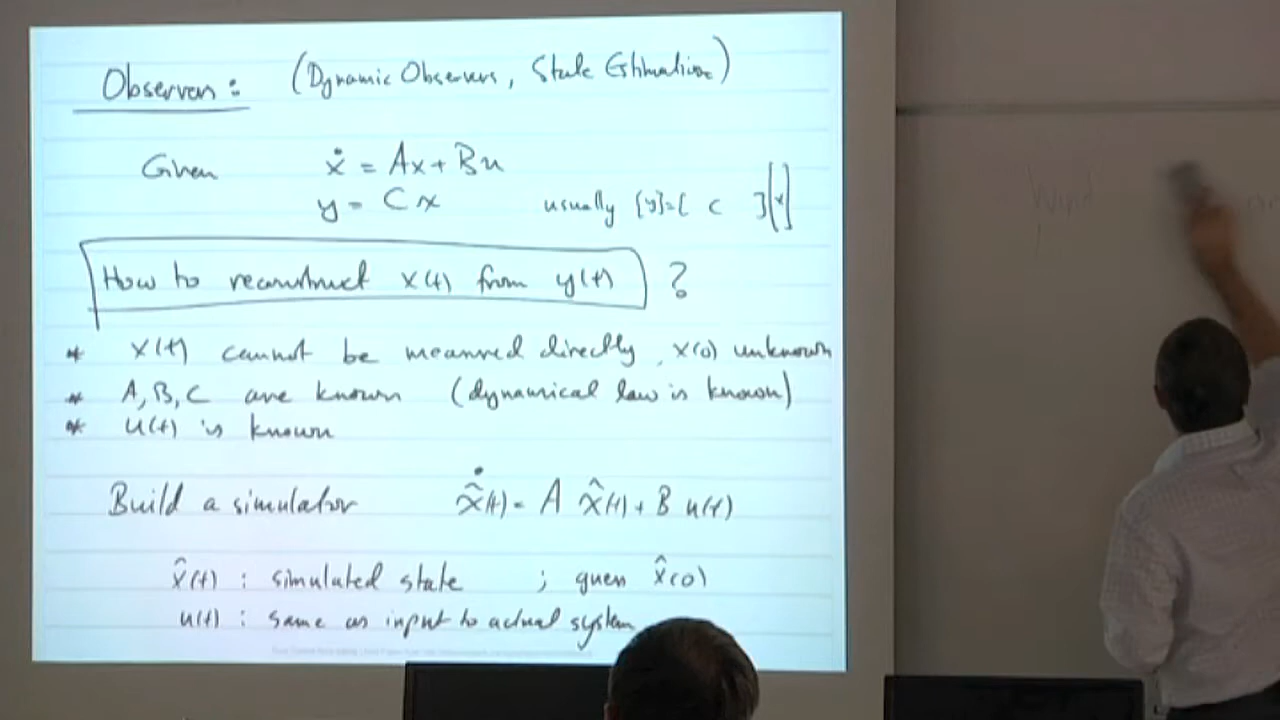 Observers: (Dynamic Observers, State Estimation)
Given ẋ = Ax + Bu
y = Cx usually [y]=[ C ][x]
How to reconstruct x(t) from y(t) ?
* x(t) cannot be measured directly, x(0) unknown
* A, B, C are known (dynamical law is known)
* u(t) is known
Build a simulator x̂̇(t) = A x̂(t) + B u(t)
x̂(t) : simulated state ; guess x̂(0)
u(t) : same as input to actual system
Wind